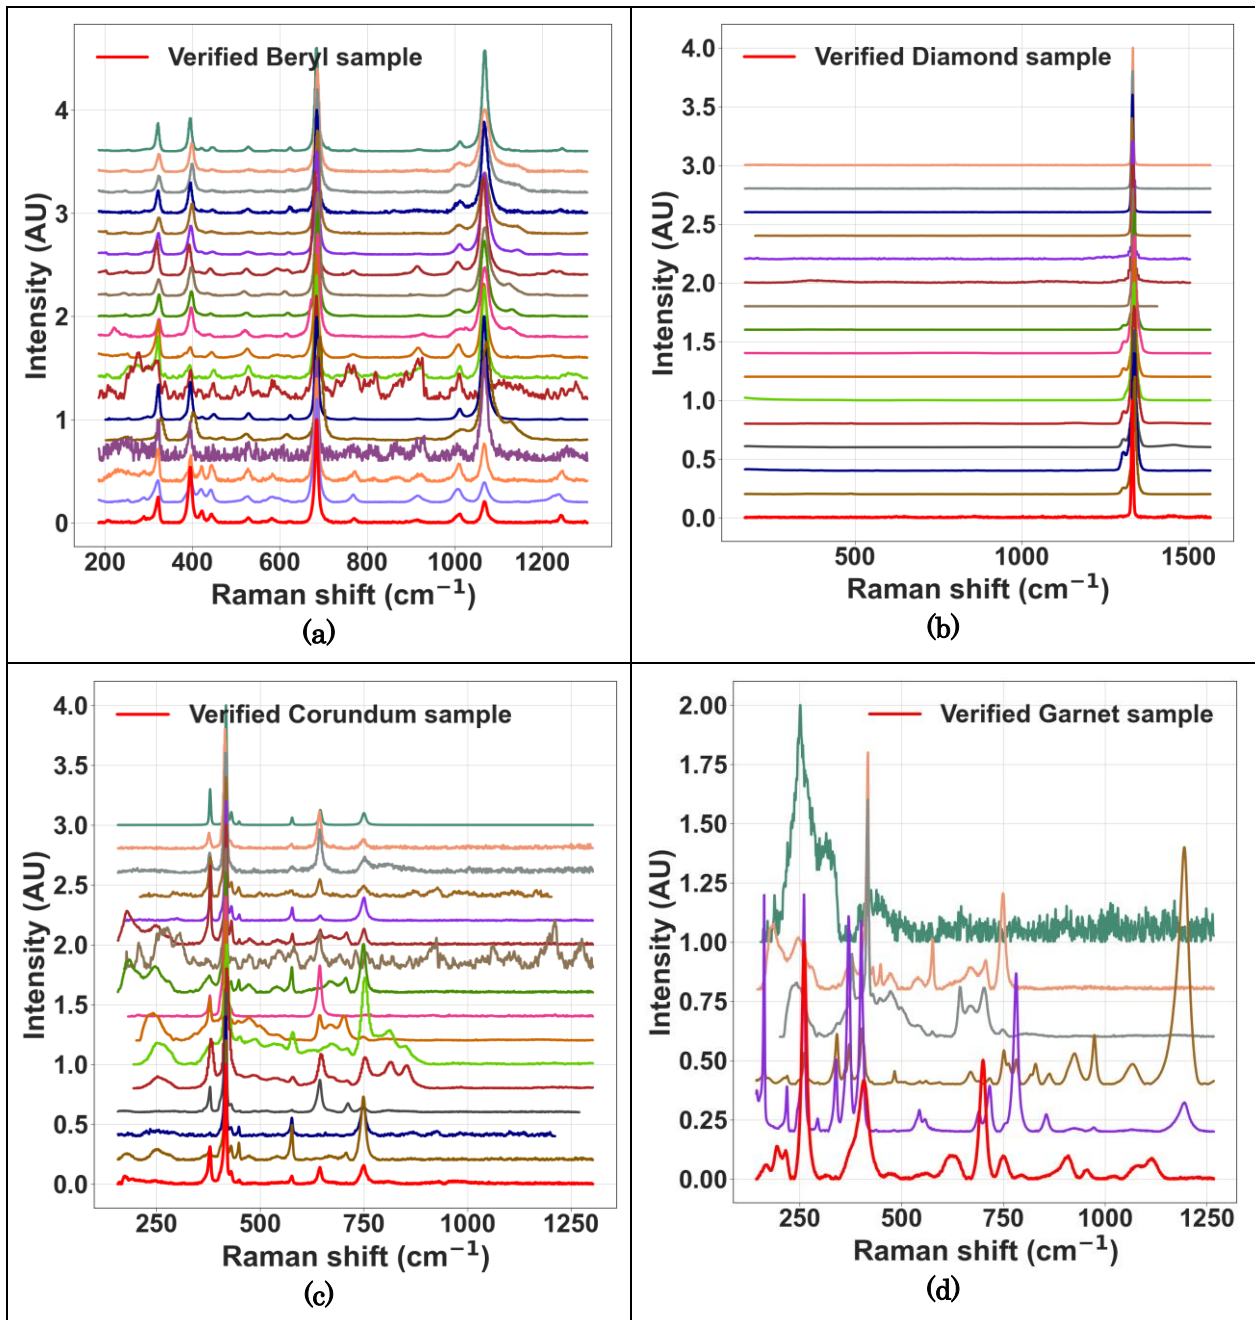 Verified Beryl sample
4
3
2
1
0
Intensity (AU)
200 400 600 800 1000 1200
Raman shift (cm⁻¹)
(a)
Verified Diamond sample
4.0
3.5
3.0
2.5
2.0
1.5
1.0
0.5
0.0
Intensity (AU)
500 1000 1500
Raman shift (cm⁻¹)
(b)
Verified Corundum sample
4.0
3.5
3.0
2.5
2.0
1.5
1.0
0.5
0.0
Intensity (AU)
250 500 750 1000 1250
Raman shift (cm⁻¹)
(c)
Verified Garnet sample
2.00
1.75
1.50
1.25
1.00
0.75
0.50
0.25
0.00
Intensity (AU)
250 500 750 1000 1250
Raman shift (cm⁻¹)
(d)